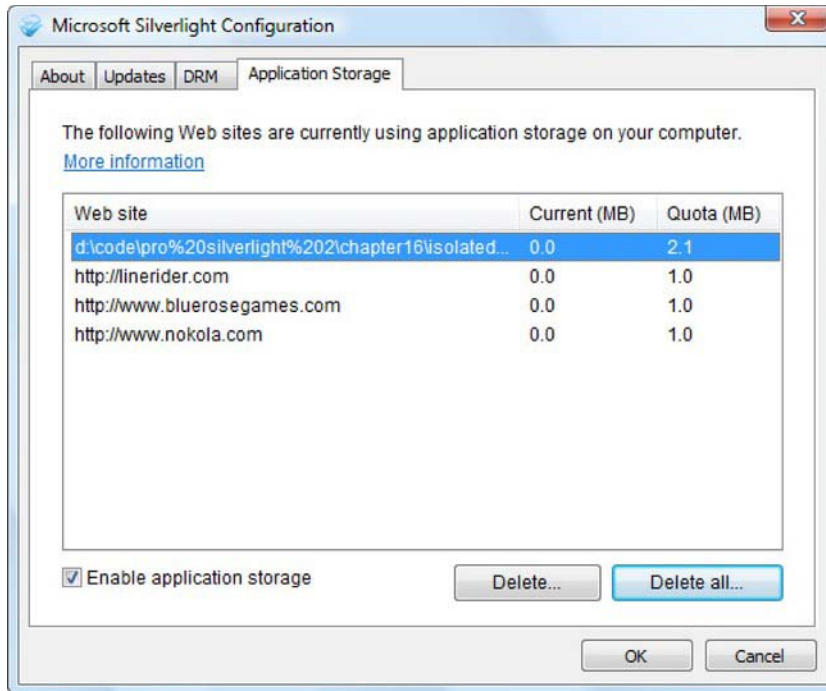 Microsoft Silverlight Configuration
About Updates DRM Application Storage
The following Web sites are currently using application storage on your computer.
More information
Web site Current (MB) Quota (MB)
d:\code\pro%20silverlight%202\chapter16\isolated... 0.0 2.1
http://linerider.com 0.0 1.0
http://www.bluerosegames.com 0.0 1.0
http://www.nokola.com 0.0 1.0
Enable application storage Delete... Delete all...
OK Cancel